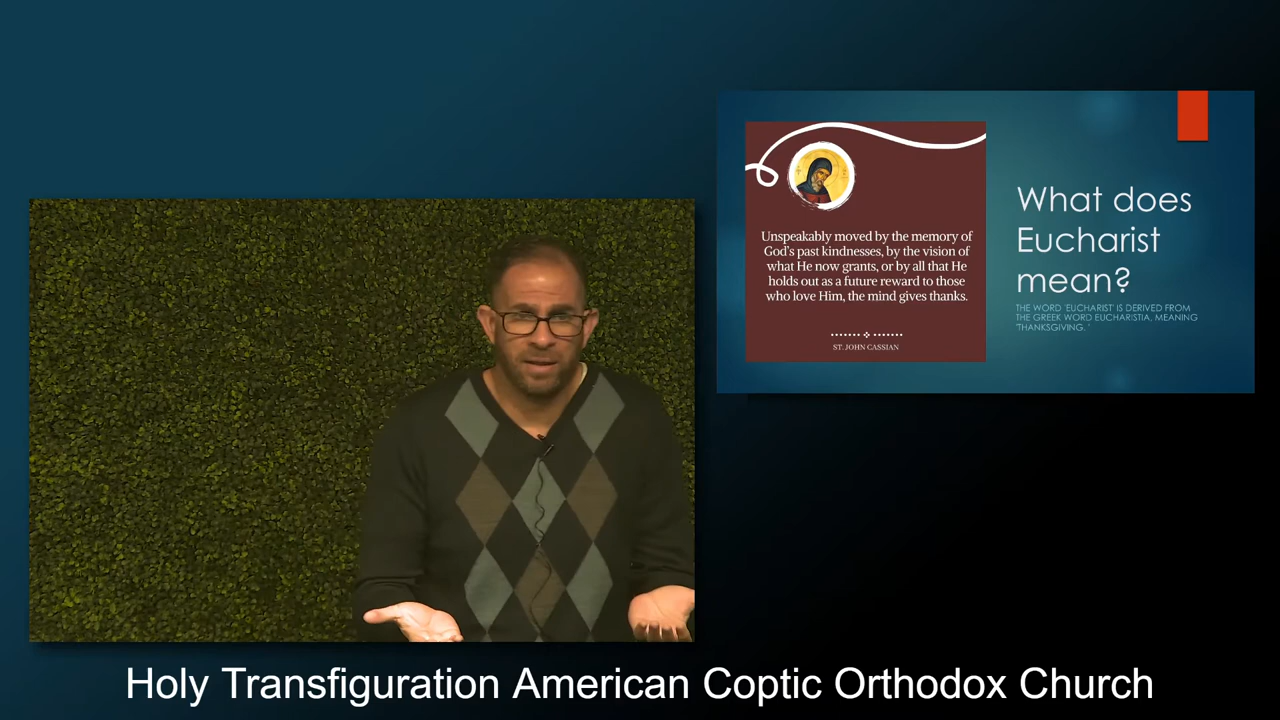 Unspeakably moved by the memory of
God's past kindnesses, by the vision of
what He now grants, or by all that He
holds out as a future reward to those
who love Him, the mind gives thanks.
ST. JOHN CASSIAN
What does
Eucharist
mean?
THE WORD 'EUCHARIST' IS DERIVED FROM
THE GREEK WORD EUCHARISTIA, MEANING
'THANKSGIVING.'
Holy Transfiguration American Coptic Orthodox Church